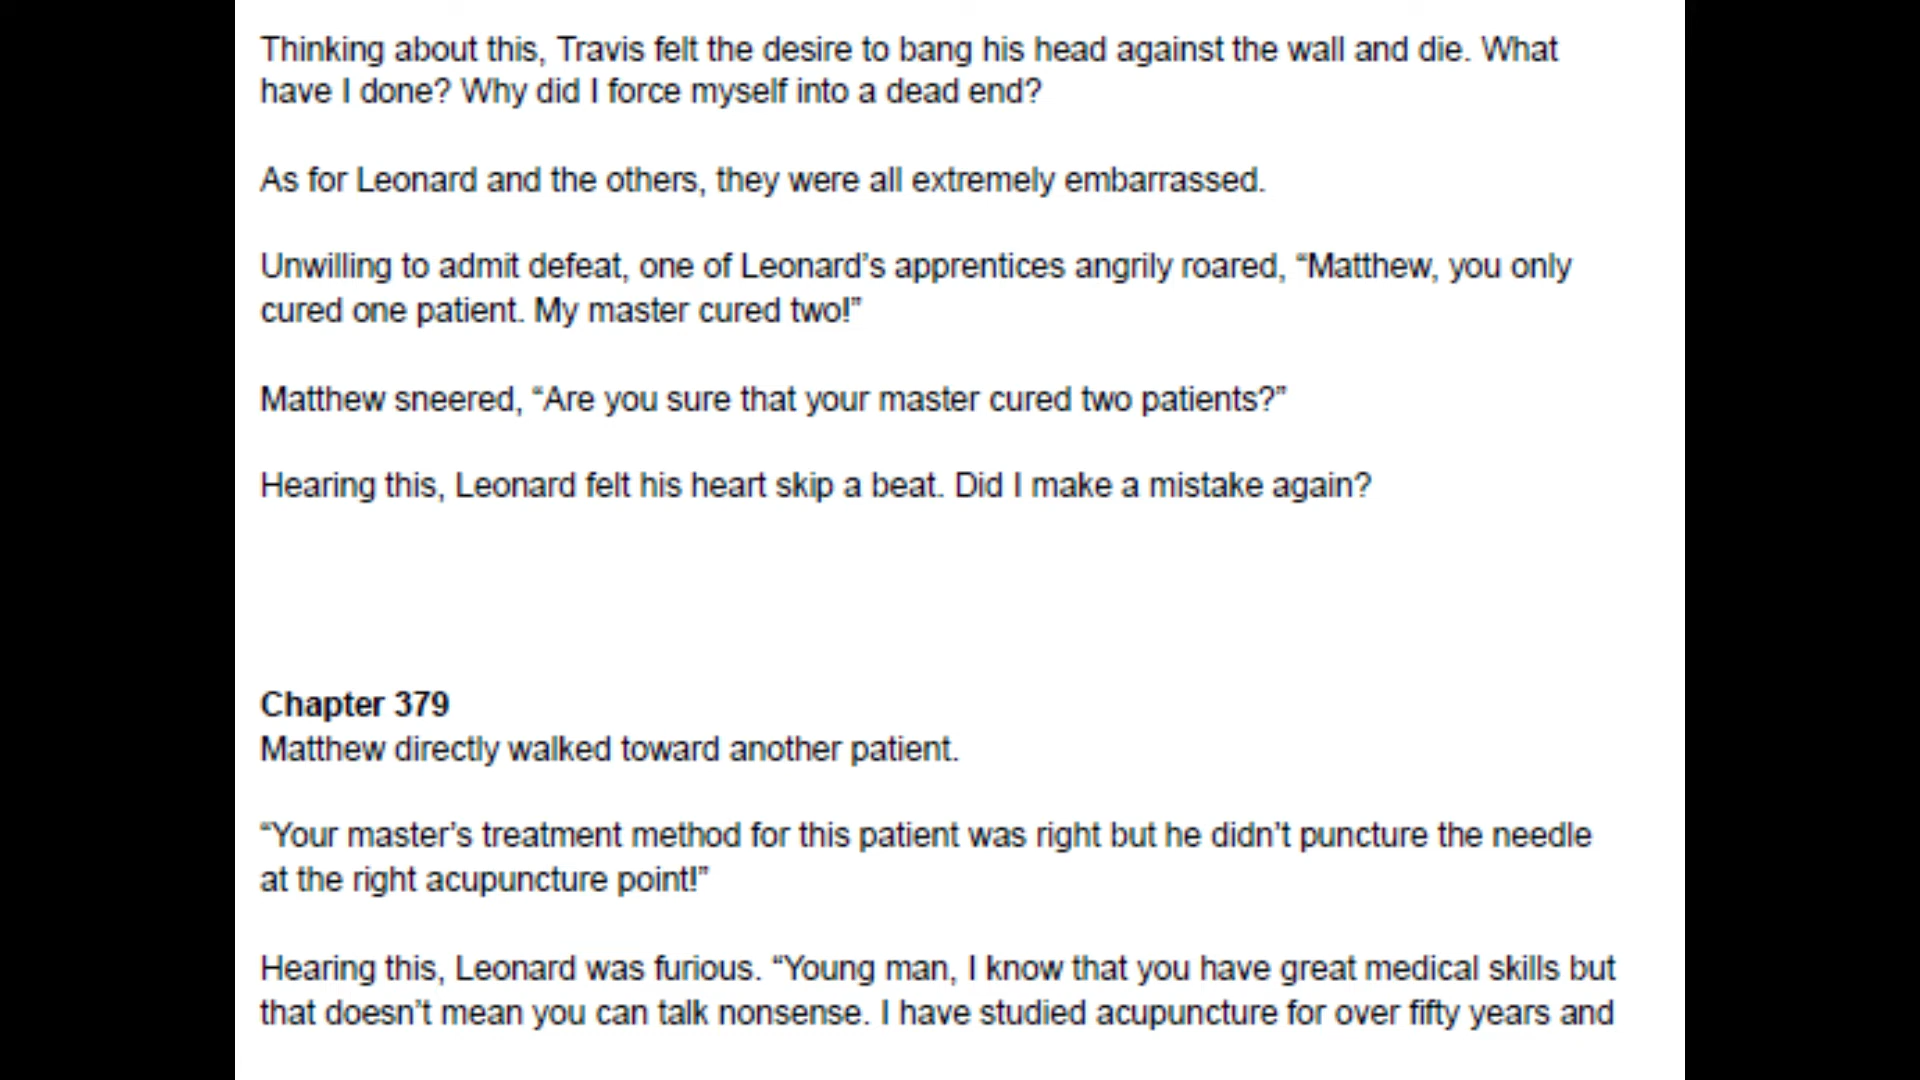 Thinking about this, Travis felt the desire to bang his head against the wall and die. What
have I done? Why did I force myself into a dead end?
As for Leonard and the others, they were all extremely embarrassed.
Unwilling to admit defeat, one of Leonard’s apprentices angrily roared, “Matthew, you only
cured one patient. My master cured two!”
Matthew sneered, “Are you sure that your master cured two patients?”
Hearing this, Leonard felt his heart skip a beat. Did I make a mistake again?
Chapter 379
Matthew directly walked toward another patient.
“Your master’s treatment method for this patient was right but he didn’t puncture the needle
at the right acupuncture point!”
Hearing this, Leonard was furious. “Young man, I know that you have great medical skills but
that doesn’t mean you can talk nonsense. I have studied acupuncture for over fifty years and